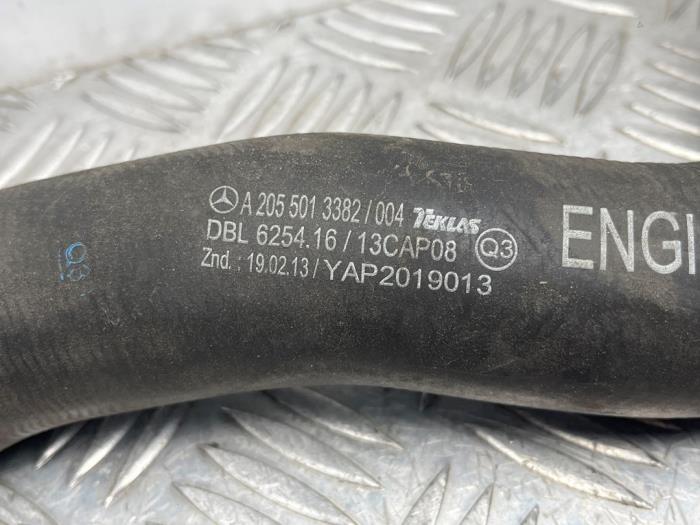 A 205 501 3382 / 004 TEKLAS
DBL 6254.16 / 13CAP08 Q3
Znd. : 19.02.13 / YAP2019013
ENGI